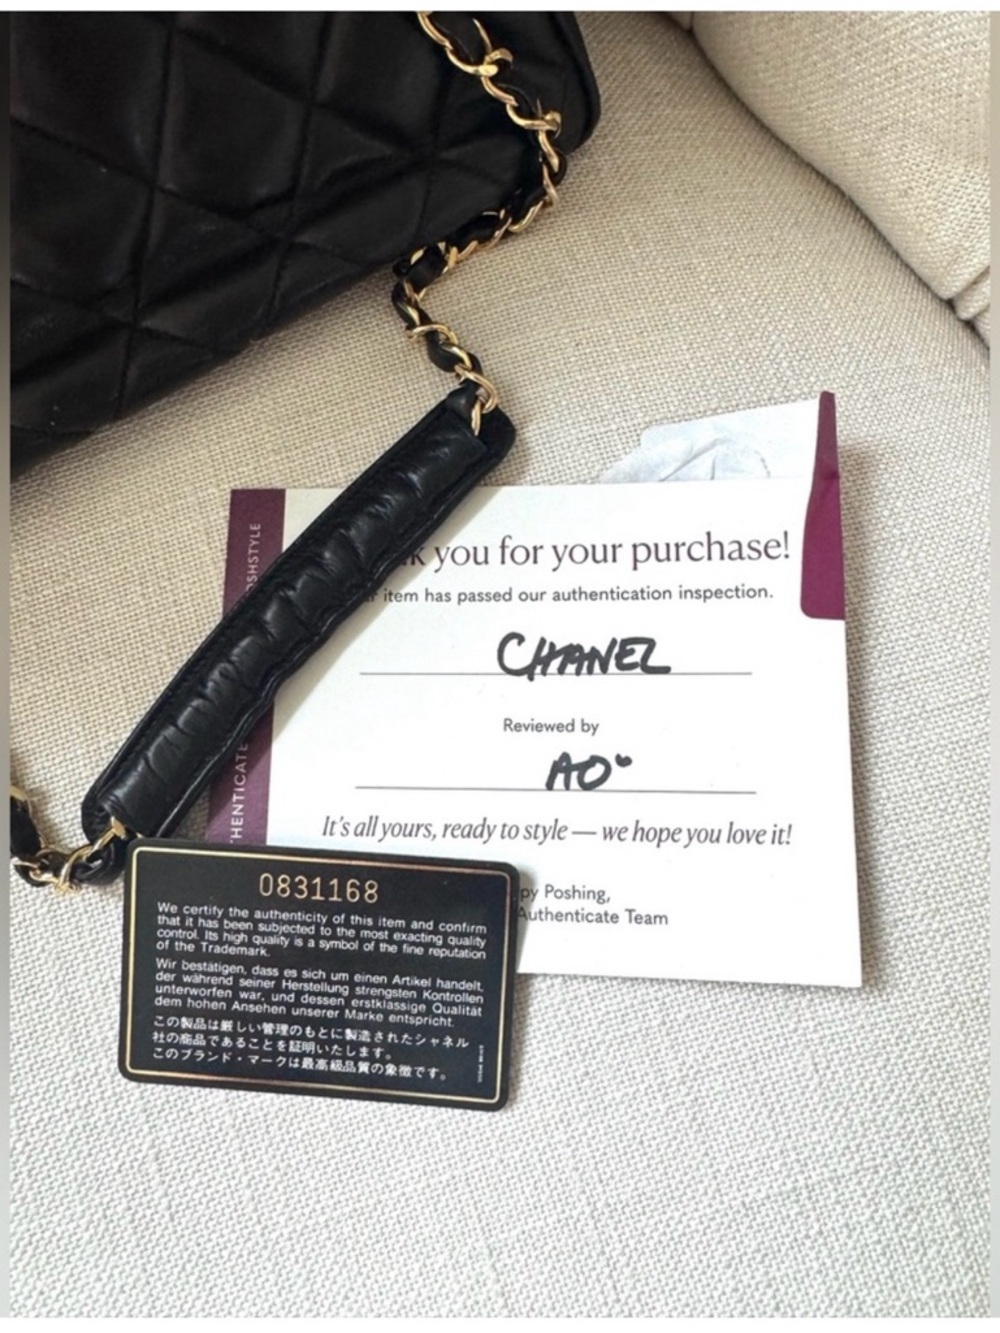 you for your purchase!
item has passed our authentication inspection.
CHANEL
Reviewed by
AO
It's all yours, ready to style — we hope you love it!
py Poshing,
Authenticate Team
OSHSTYLE
HENTICATE
0831168
We certify the authenticity of this item and confirm
that it has been subjected to the most exacting quality
control. Its high quality is a symbol of the fine reputation
of the Trademark.
Wir bestätigen, dass es sich um einen Artikel handelt,
der während seiner Herstellung strengsten Kontrollen
unterworfen war, und dessen erstklassige Qualität
dem hohen Ansehen unserer Marke entspricht.
この製品は厳しい管理のもとに製造されたシャネル
社の商品であることを証明いたします。
このブランド・マークは最高級品質の象徴です。